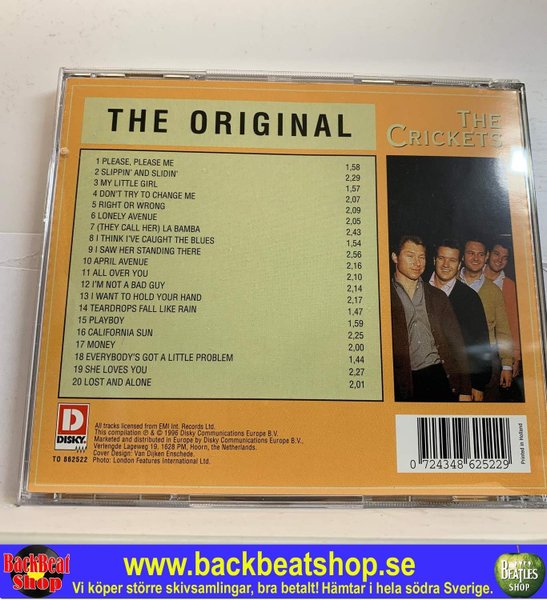 THE ORIGINAL
THE
CRICKETS
1 PLEASE, PLEASE ME 1,58
2 SLIPPIN' AND SLIDIN' 2,29
3 MY LITTLE GIRL 1,57
4 DON'T TRY TO CHANGE ME 2,07
5 RIGHT OR WRONG 2,09
6 LONELY AVENUE 2,05
7 (THEY CALL HER) LA BAMBA 2,43
8 I THINK I'VE CAUGHT THE BLUES 1,54
9 I SAW HER STANDING THERE 2,56
10 APRIL AVENUE 2,16
11 ALL OVER YOU 2,10
12 I'M NOT A BAD GUY 2,14
13 I WANT TO HOLD YOUR HAND 2,17
14 TEARDROPS FALL LIKE RAIN 1,47
15 PLAYBOY 1,59
16 CALIFORNIA SUN 2,25
17 MONEY 2,00
18 EVERYBODY'S GOT A LITTLE PROBLEM 1,44
19 SHE LOVES YOU 2,27
20 LOST AND ALONE 2,01
D
DISKY
TO 862522
All tracks licensed from EMI Int. Records Ltd.
This compilation ℗ & © 1996 Disky Communications Europe B.V.
Marketed and distributed in Europe by Disky Communications Europe B.V.
Verlengde Lageweg 19, 1628 PM, Hoorn, the Netherlands.
Cover Design: Van Dijken Enschede.
Photo: London Features International Ltd.
0 724348 625229
Printed in Holland
BackBeat
Shop
www.backbeatshop.se
Vi köper större skivsamlingar, bra betalt! Hämtar i hela södra Sverige.
BEATLES
SHOP